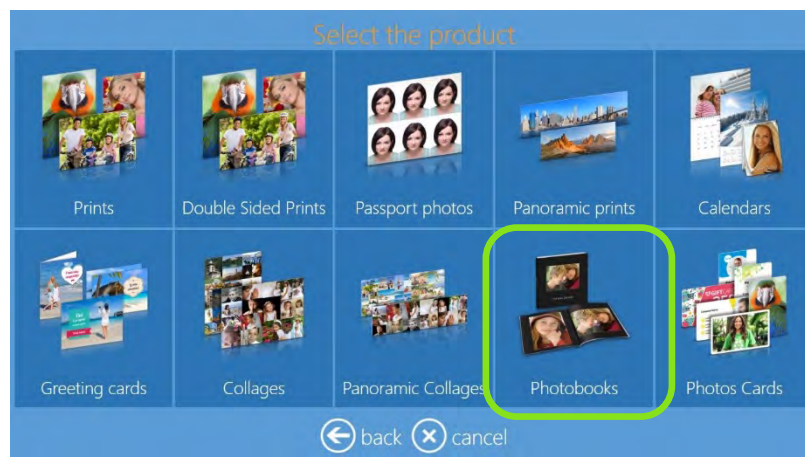 Select the product
Prints
Double Sided Prints
Passport photos
Panoramic prints
Calendars
Greeting cards
Collages
Panoramic Collages
Photobooks
Photos Cards
back
cancel